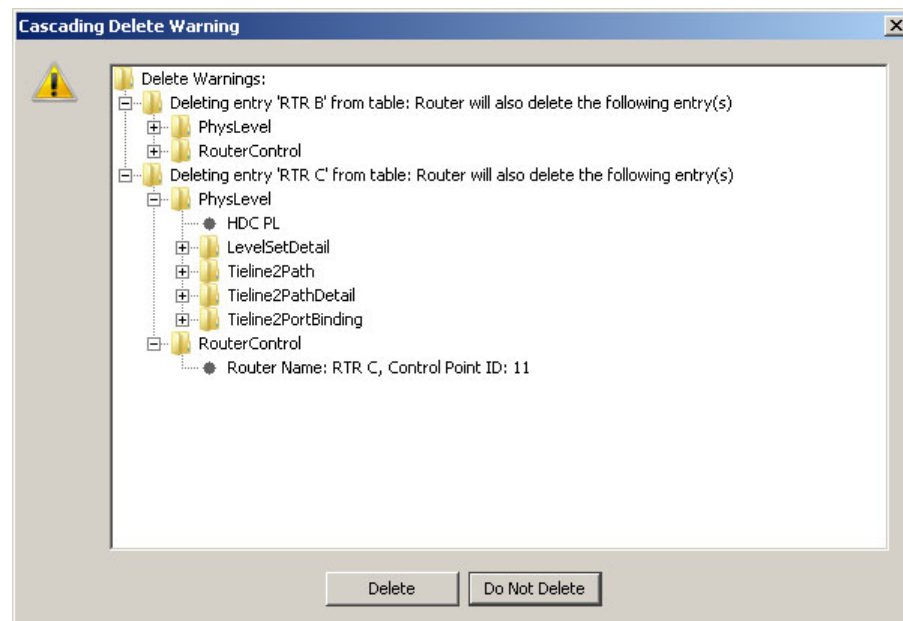 Cascading Delete Warning
Delete Warnings:
Deleting entry 'RTR B' from table: Router will also delete the following entry(s)
PhysLevel
RouterControl
Deleting entry 'RTR C' from table: Router will also delete the following entry(s)
PhysLevel
HDC PL
LevelSetDetail
Tieline2Path
Tieline2PathDetail
Tieline2PortBinding
RouterControl
Router Name: RTR C, Control Point ID: 11
Delete
Do Not Delete